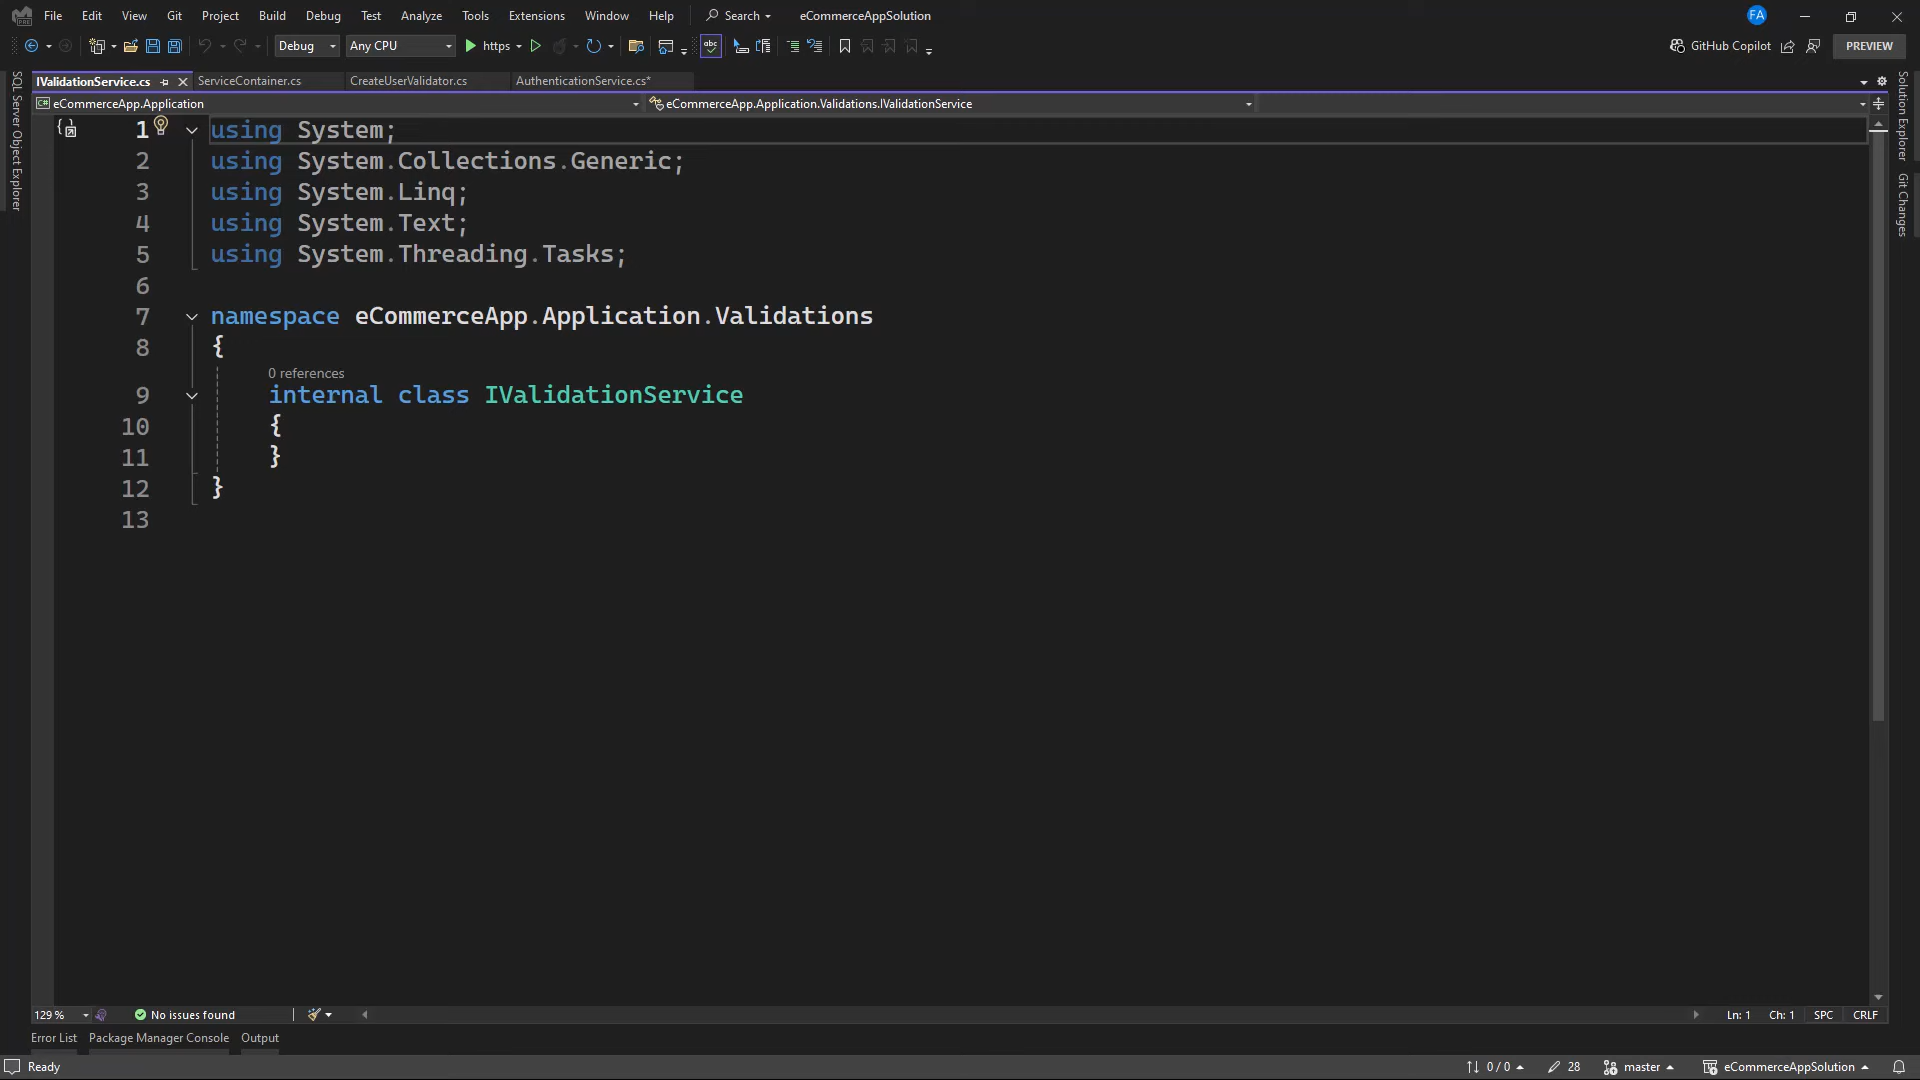 File Edit View Git Project Build Debug Test Analyze Tools Extensions Window Help Search eCommerceAppSolution FA
Debug Any CPU https GitHub Copilot PREVIEW
IValidationService.cs ServiceContainer.cs CreateUserValidator.cs AuthenticationService.cs*
eCommerceApp.Application eCommerceApp.Application.Validations.IValidationService
SQL Server Object Explorer
Solution Explorer
Git Changes
1 using System;
2 using System.Collections.Generic;
3 using System.Linq;
4 using System.Text;
5 using System.Threading.Tasks;
6
7 namespace eCommerceApp.Application.Validations
8 {
0 references
9 internal class IValidationService
10 {
11 }
12 }
13
129 % No issues found Ln: 1 Ch: 1 SPC CRLF
Error List Package Manager Console Output
Ready 0 / 0 28 master eCommerceAppSolution